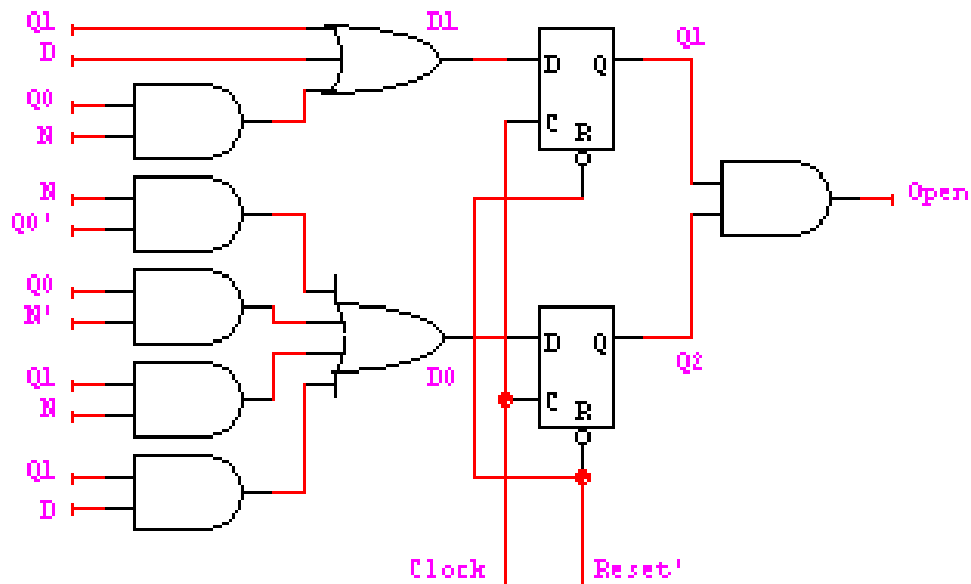 Q1
D
Q0
N
N
Q0'
Q0
N'
Q1
N
Q1
D
D1
D0
D Q
C
R
Q1
D Q
C
R
Q2
Open
Clock
Reset'